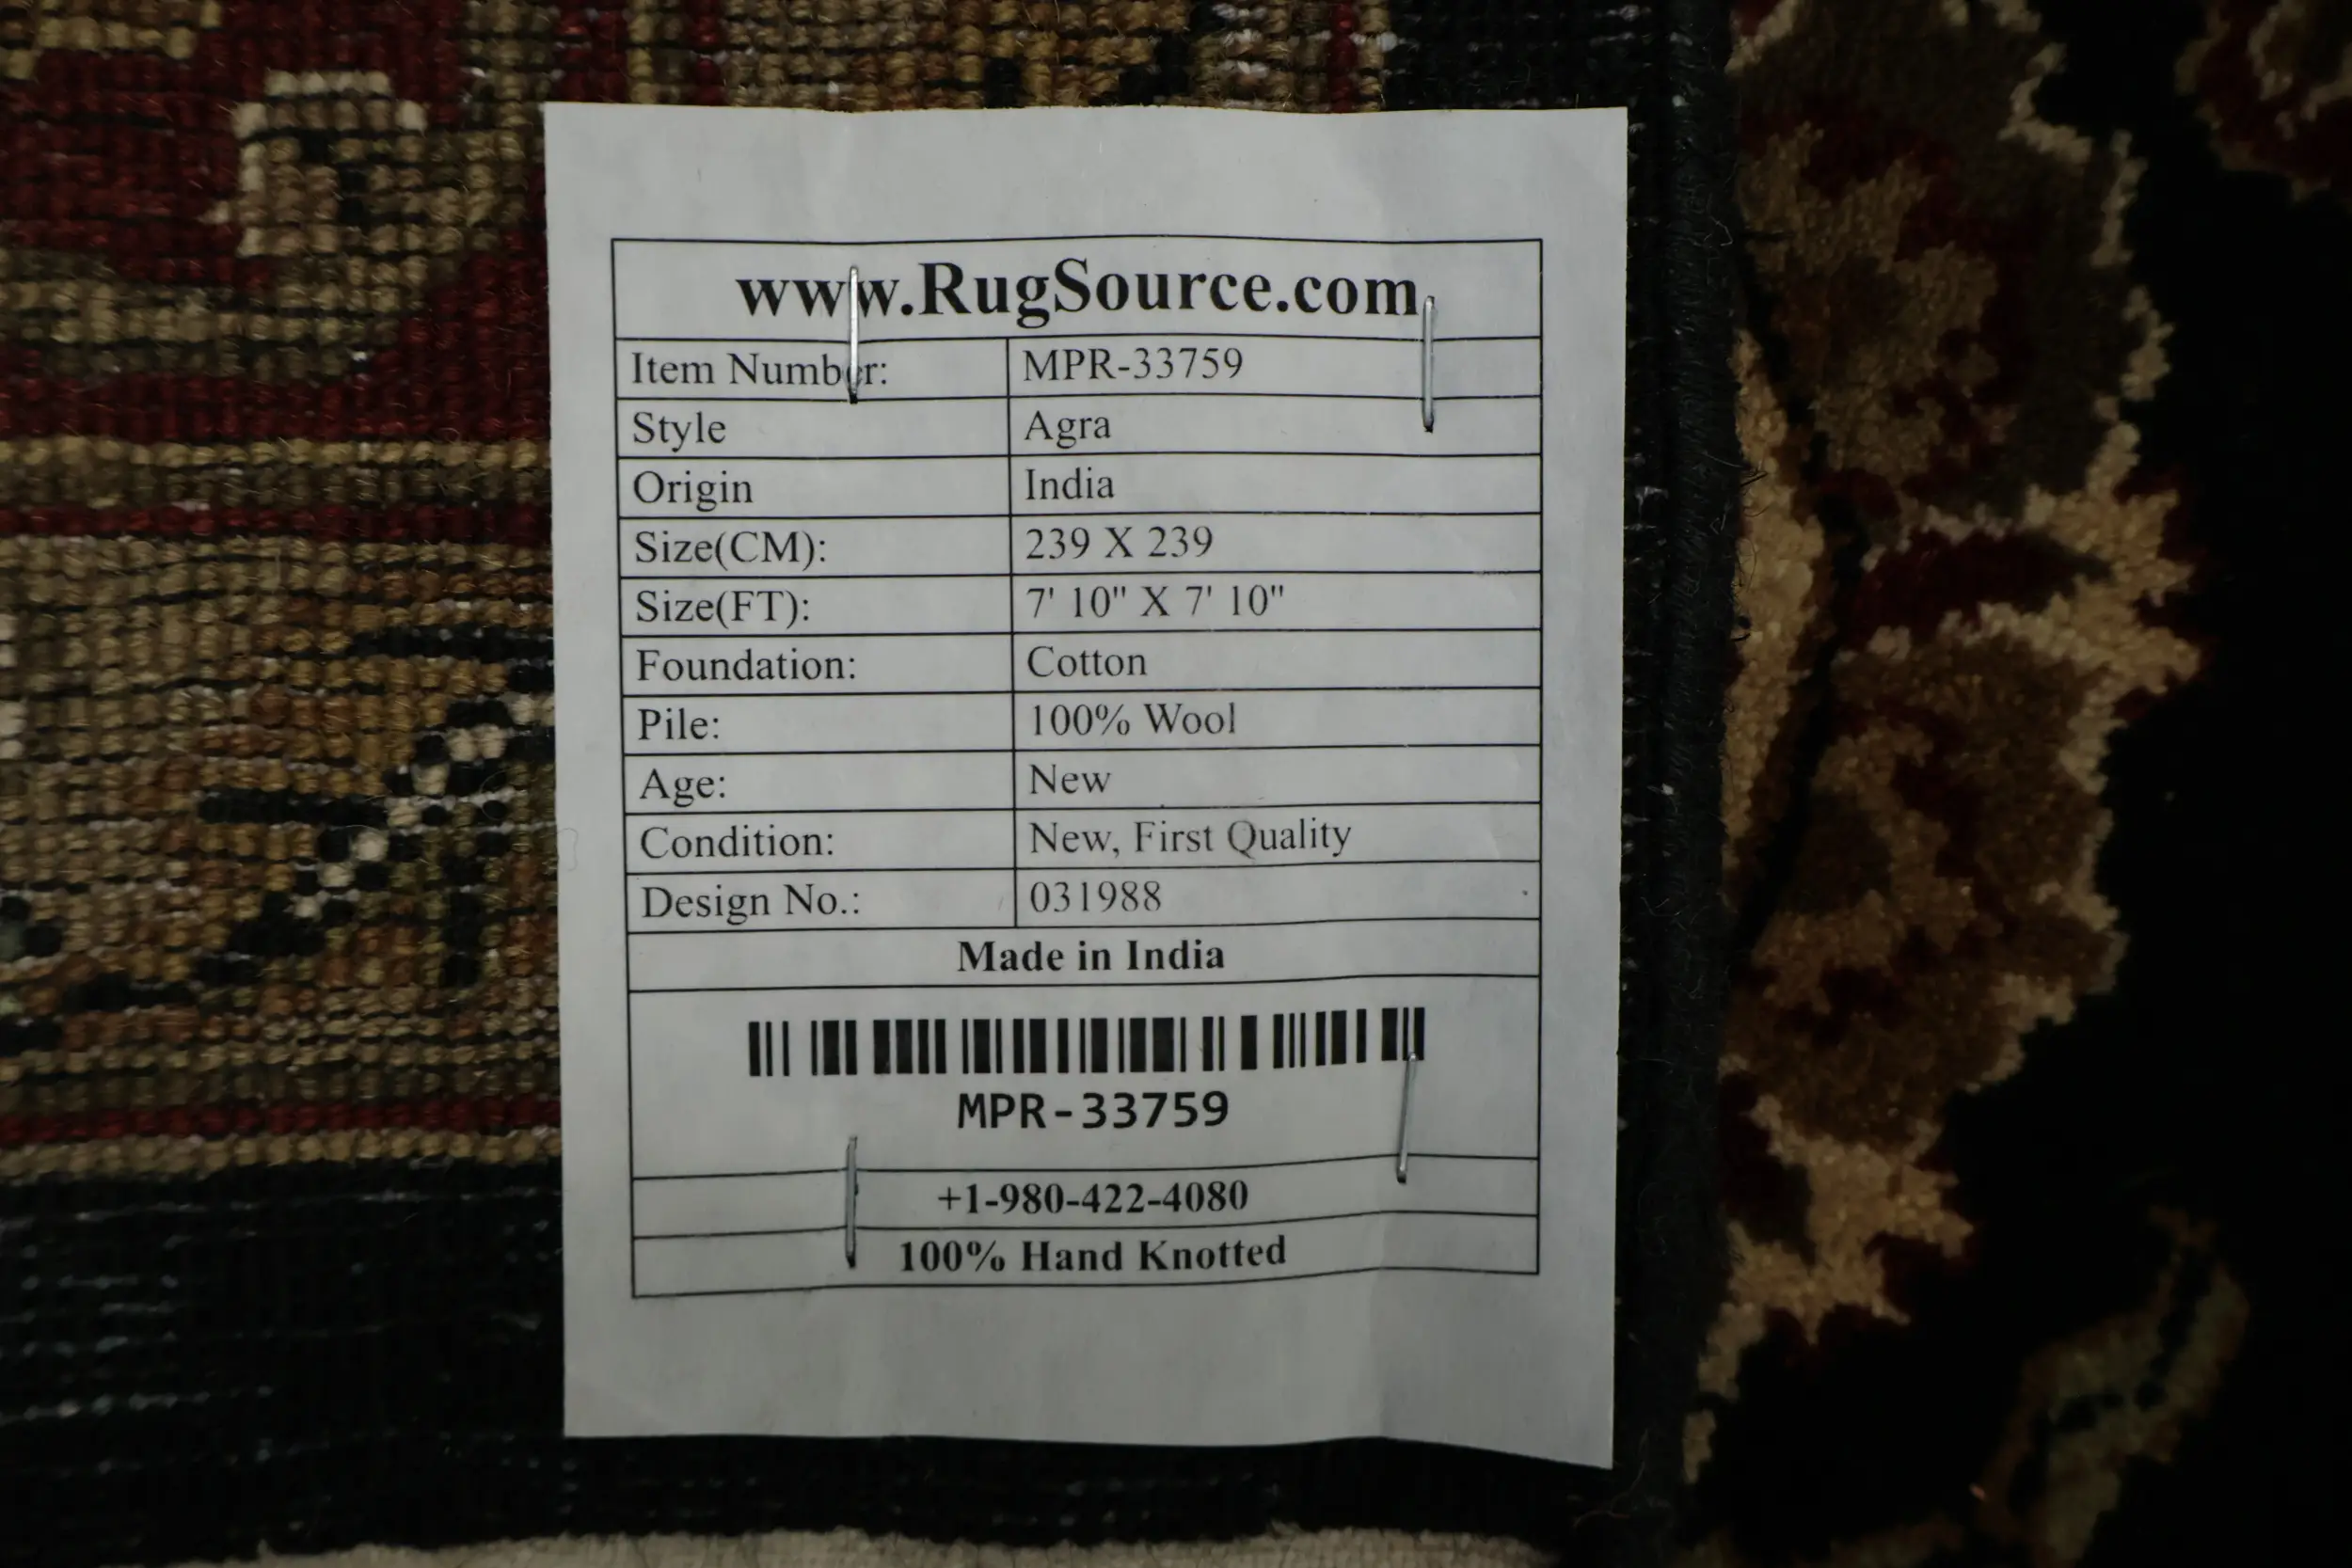 www.RugSource.com
Item Number: MPR-33759
Style Agra
Origin India
Size(CM): 239 X 239
Size(FT): 7' 10" X 7' 10"
Foundation: Cotton
Pile: 100% Wool
Age: New
Condition: New, First Quality
Design No.: 031988
Made in India
MPR-33759
+1-980-422-4080
100% Hand Knotted